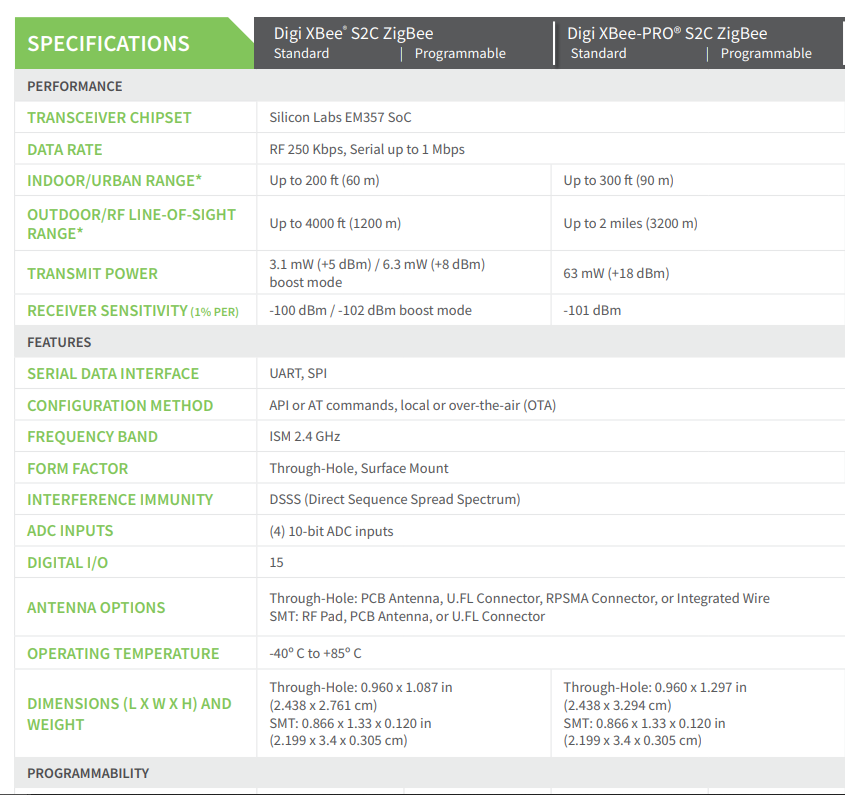 SPECIFICATIONS
Digi XBee® S2C ZigBee
Standard | Programmable
Digi XBee-PRO® S2C ZigBee
Standard | Programmable
PERFORMANCE
TRANSCEIVER CHIPSET
Silicon Labs EM357 SoC
DATA RATE
RF 250 Kbps, Serial up to 1 Mbps
INDOOR/URBAN RANGE*
Up to 200 ft (60 m)
Up to 300 ft (90 m)
OUTDOOR/RF LINE-OF-SIGHT
RANGE*
Up to 4000 ft (1200 m)
Up to 2 miles (3200 m)
TRANSMIT POWER
3.1 mW (+5 dBm) / 6.3 mW (+8 dBm)
boost mode
63 mW (+18 dBm)
RECEIVER SENSITIVITY (1% PER)
-100 dBm / -102 dBm boost mode
-101 dBm
FEATURES
SERIAL DATA INTERFACE
UART, SPI
CONFIGURATION METHOD
API or AT commands, local or over-the-air (OTA)
FREQUENCY BAND
ISM 2.4 GHz
FORM FACTOR
Through-Hole, Surface Mount
INTERFERENCE IMMUNITY
DSSS (Direct Sequence Spread Spectrum)
ADC INPUTS
(4) 10-bit ADC inputs
DIGITAL I/O
15
ANTENNA OPTIONS
Through-Hole: PCB Antenna, U.FL Connector, RPSMA Connector, or Integrated Wire
SMT: RF Pad, PCB Antenna, or U.FL Connector
OPERATING TEMPERATURE
-40º C to +85º C
DIMENSIONS (L X W X H) AND
WEIGHT
Through-Hole: 0.960 x 1.087 in
(2.438 x 2.761 cm)
SMT: 0.866 x 1.33 x 0.120 in
(2.199 x 3.4 x 0.305 cm)
Through-Hole: 0.960 x 1.297 in
(2.438 x 3.294 cm)
SMT: 0.866 x 1.33 x 0.120 in
(2.199 x 3.4 x 0.305 cm)
PROGRAMMABILITY